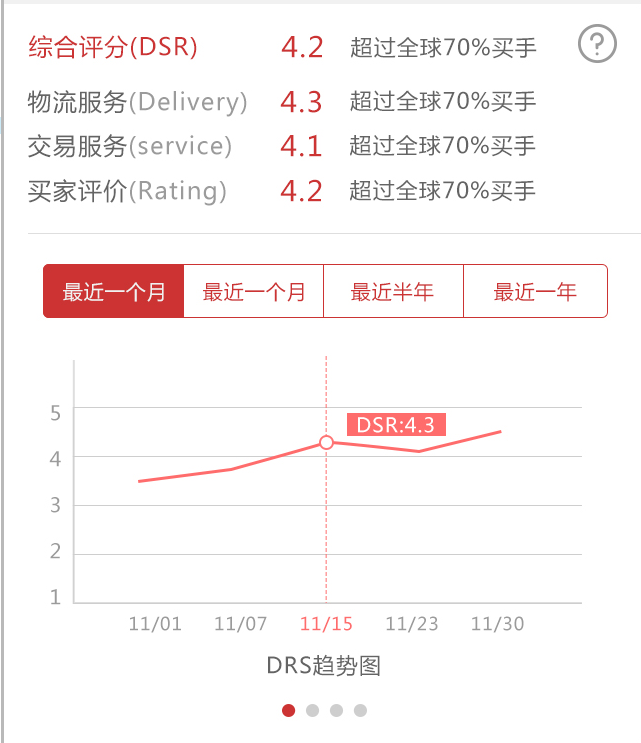 综合评分(DSR) 4.2 超过全球70%买手 ?
物流服务(Delivery) 4.3 超过全球70%买手
交易服务(service) 4.1 超过全球70%买手
买家评价(Rating) 4.2 超过全球70%买手
最近一个月 最近一个月 最近半年 最近一年
5
DSR:4.3
4
3
2
1
11/01 11/07 11/15 11/23 11/30
DRS趋势图